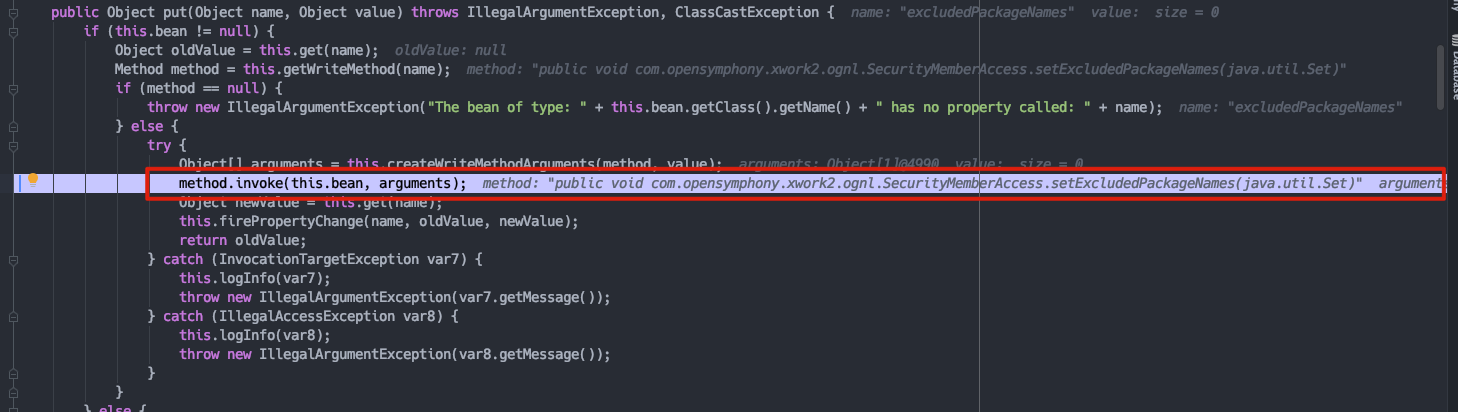 public Object put(Object name, Object value) throws IllegalArgumentException, ClassCastException {  name: "excludedPackageNames"  value:  size = 0
if (this.bean != null) {
Object oldValue = this.get(name);  oldValue: null
Method method = this.getWriteMethod(name);  method: "public void com.opensymphony.xwork2.ognl.SecurityMemberAccess.setExcludedPackageNames(java.util.Set)"
if (method == null) {
throw new IllegalArgumentException("The bean of type: " + this.bean.getClass().getName() + " has no property called: " + name);  name: "excludedPackageNames"
} else {
try {
Object[] arguments = this.createWriteMethodArguments(method, value);  arguments: Object[1]@4990  value:  size = 0
method.invoke(this.bean, arguments);  method: "public void com.opensymphony.xwork2.ognl.SecurityMemberAccess.setExcludedPackageNames(java.util.Set)"  argument
Object newValue = this.get(name);
this.firePropertyChange(name, oldValue, newValue);
return oldValue;
} catch (InvocationTargetException var7) {
this.logInfo(var7);
throw new IllegalArgumentException(var7.getMessage());
} catch (IllegalAccessException var8) {
this.logInfo(var8);
throw new IllegalArgumentException(var8.getMessage());
}
}
} else {
Database